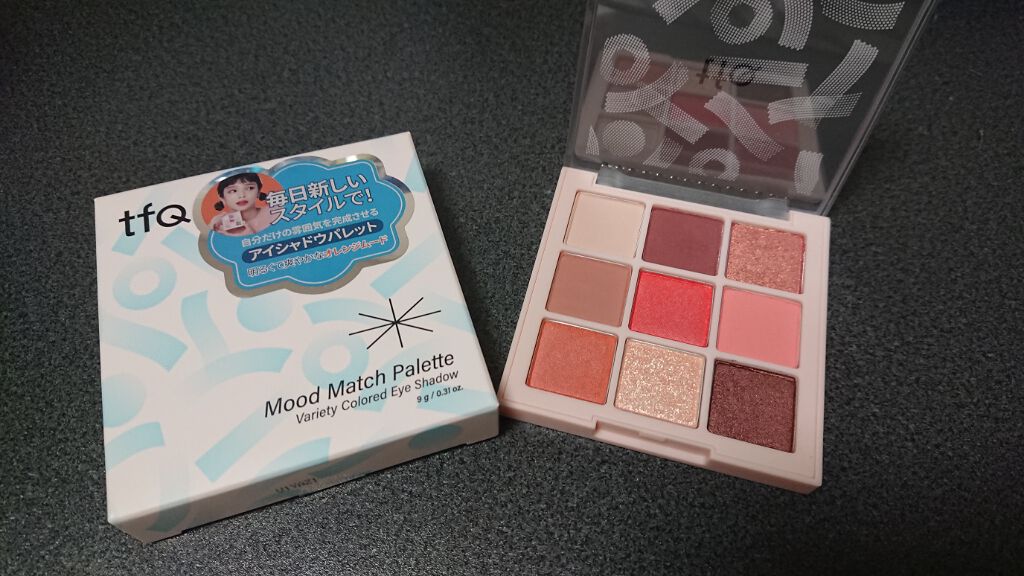 tfQ
毎日新しい
スタイルで!
自分だけの雰囲気を完成させる
アイシャドウパレット
明るくて爽やかなオレンジムード
Mood Match Palette
Variety Colored Eye Shadow
9 g / 0.31 oz.
tfQ